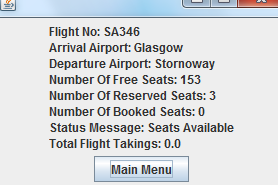 Flight No: SA346
Arrival Airport: Glasgow
Departure Airport: Stornoway
Number Of Free Seats: 153
Number Of Reserved Seats: 3
Number Of Booked Seats: 0
Status Message: Seats Available
Total Flight Takings: 0.0
Main Menu